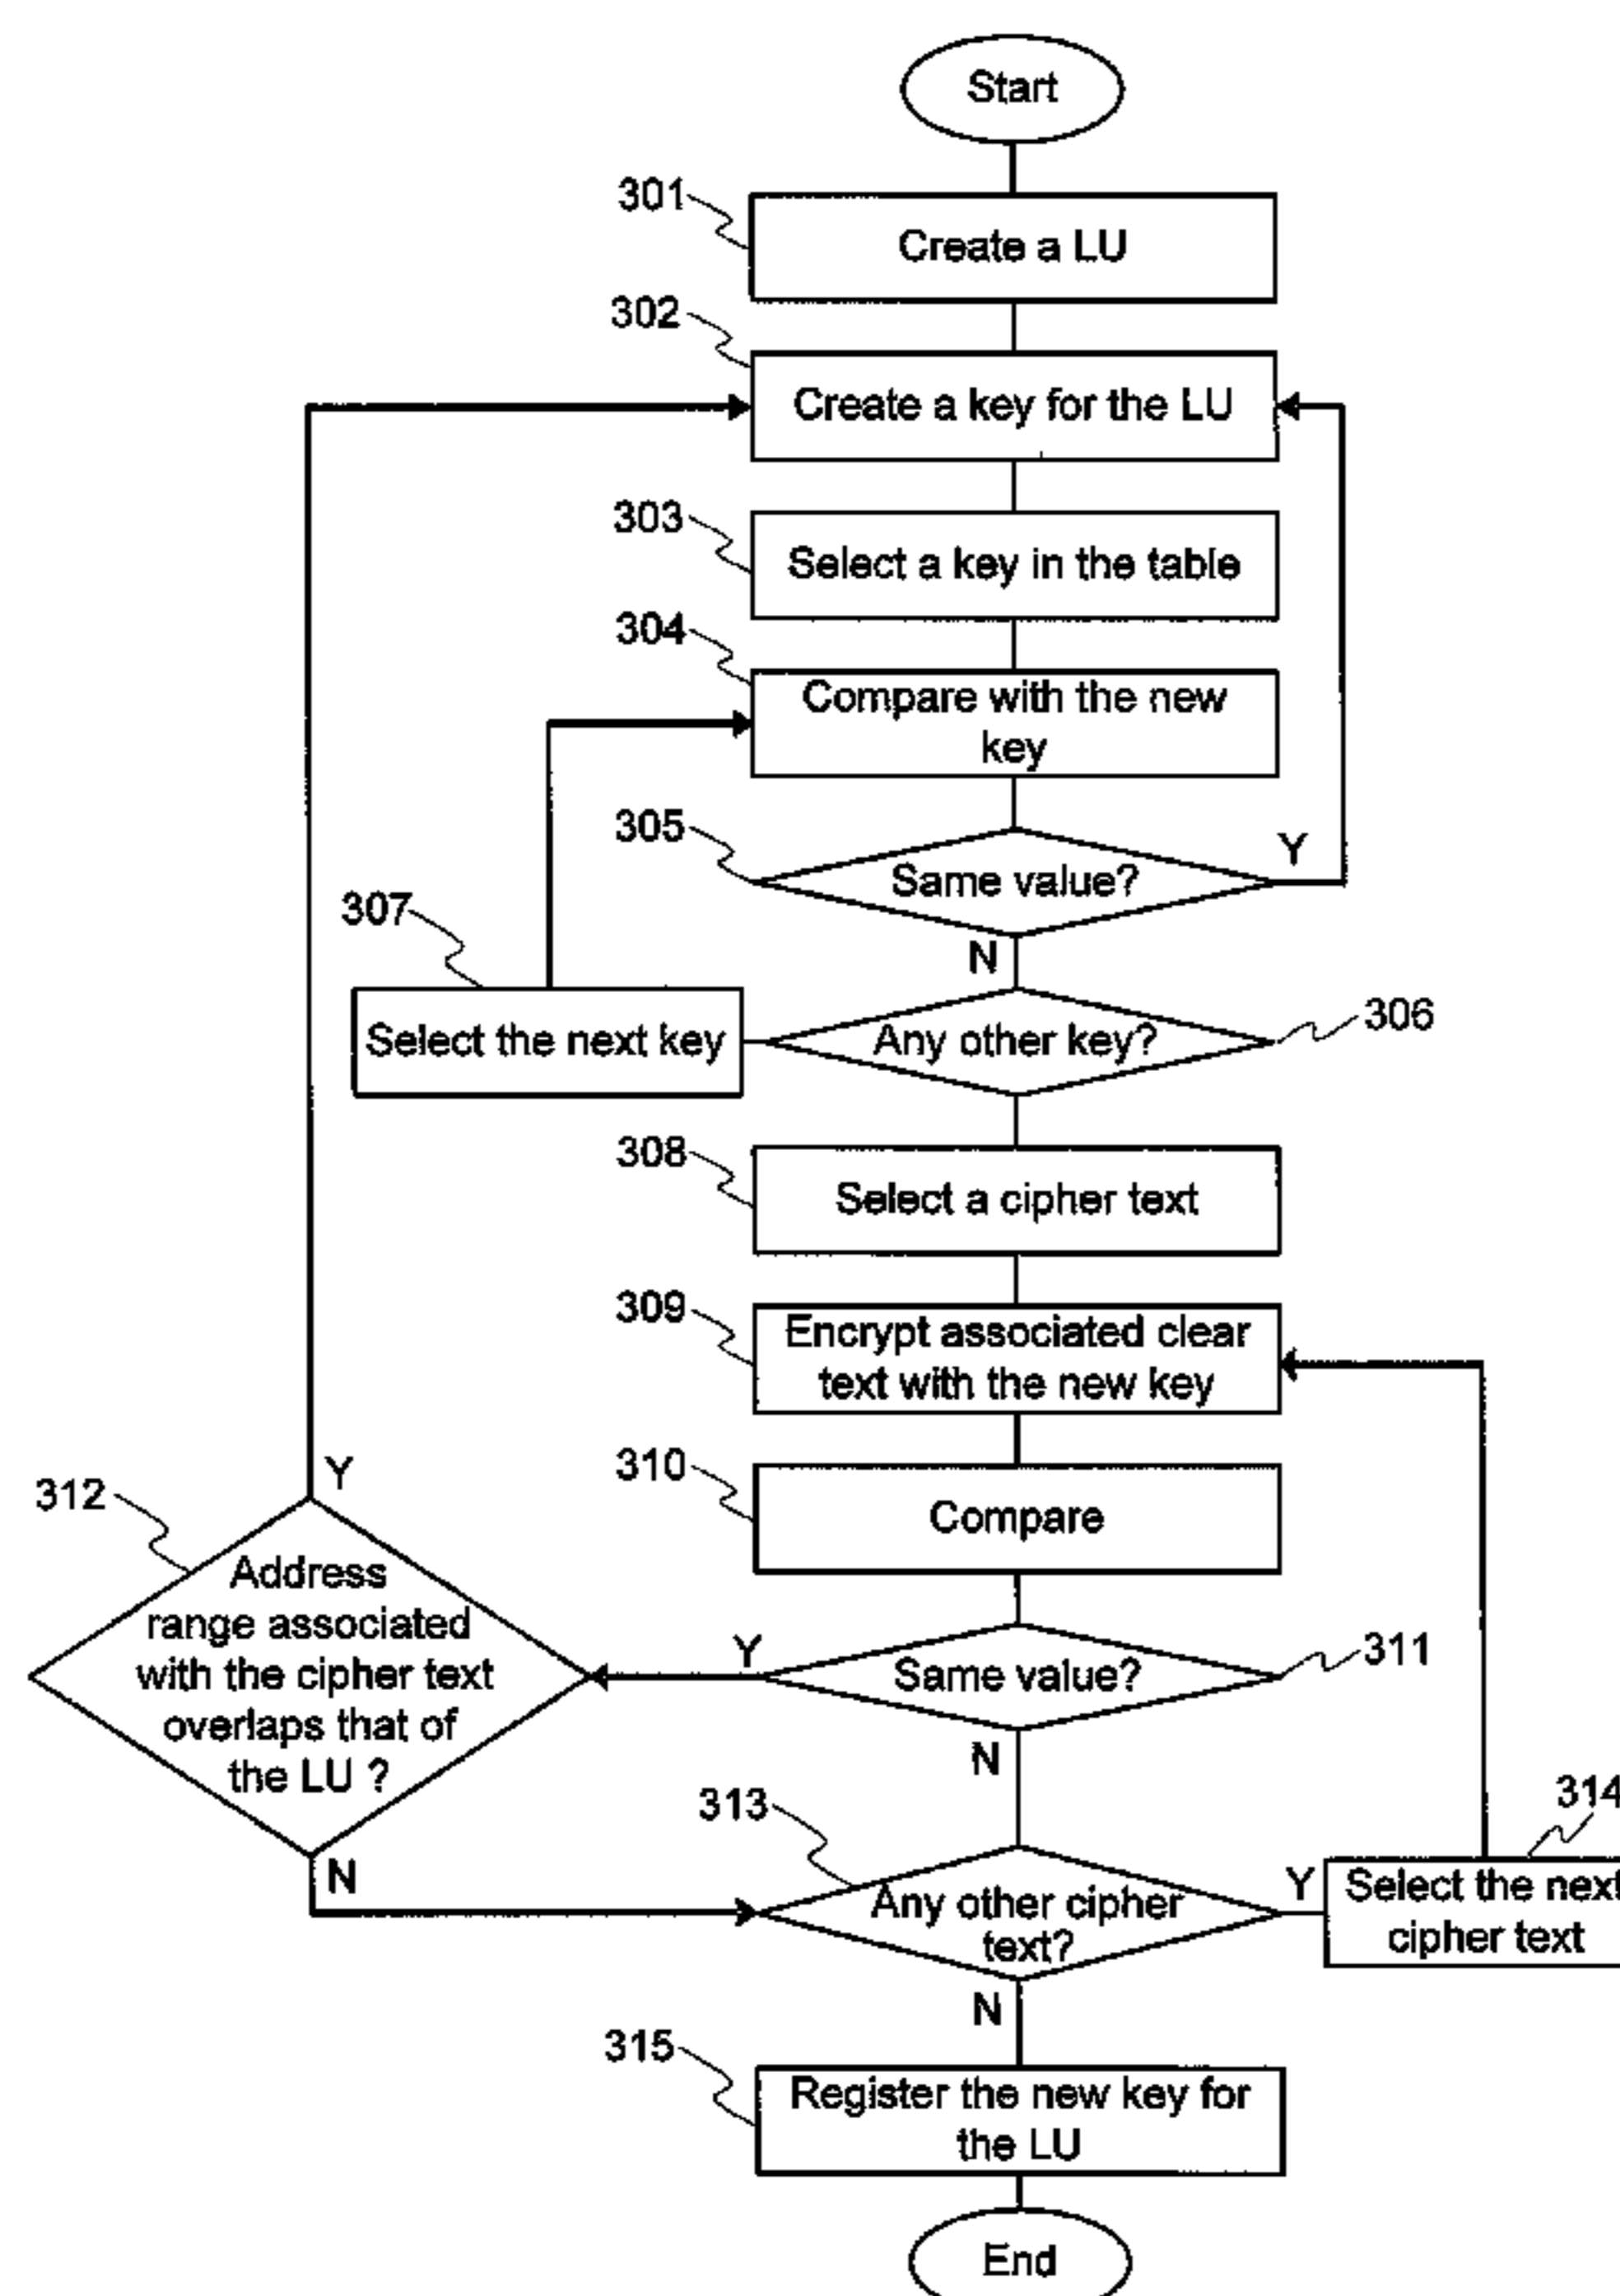 Start
301
Create a LU
302
Create a key for the LU
303
Select a key in the table
304
Compare with the new
key
305
Same value?
Y
N
307
Select the next key
Any other key?
306
308
Select a cipher text
309
Encrypt associated clear
text with the new key
310
Compare
312
Y
Address
range associated
with the cipher text
overlaps that of
the LU ?
N
Y
Same value?
311
N
313
Any other cipher
text?
Y
314
Select the next
cipher text
N
315
Register the new key for
the LU
End